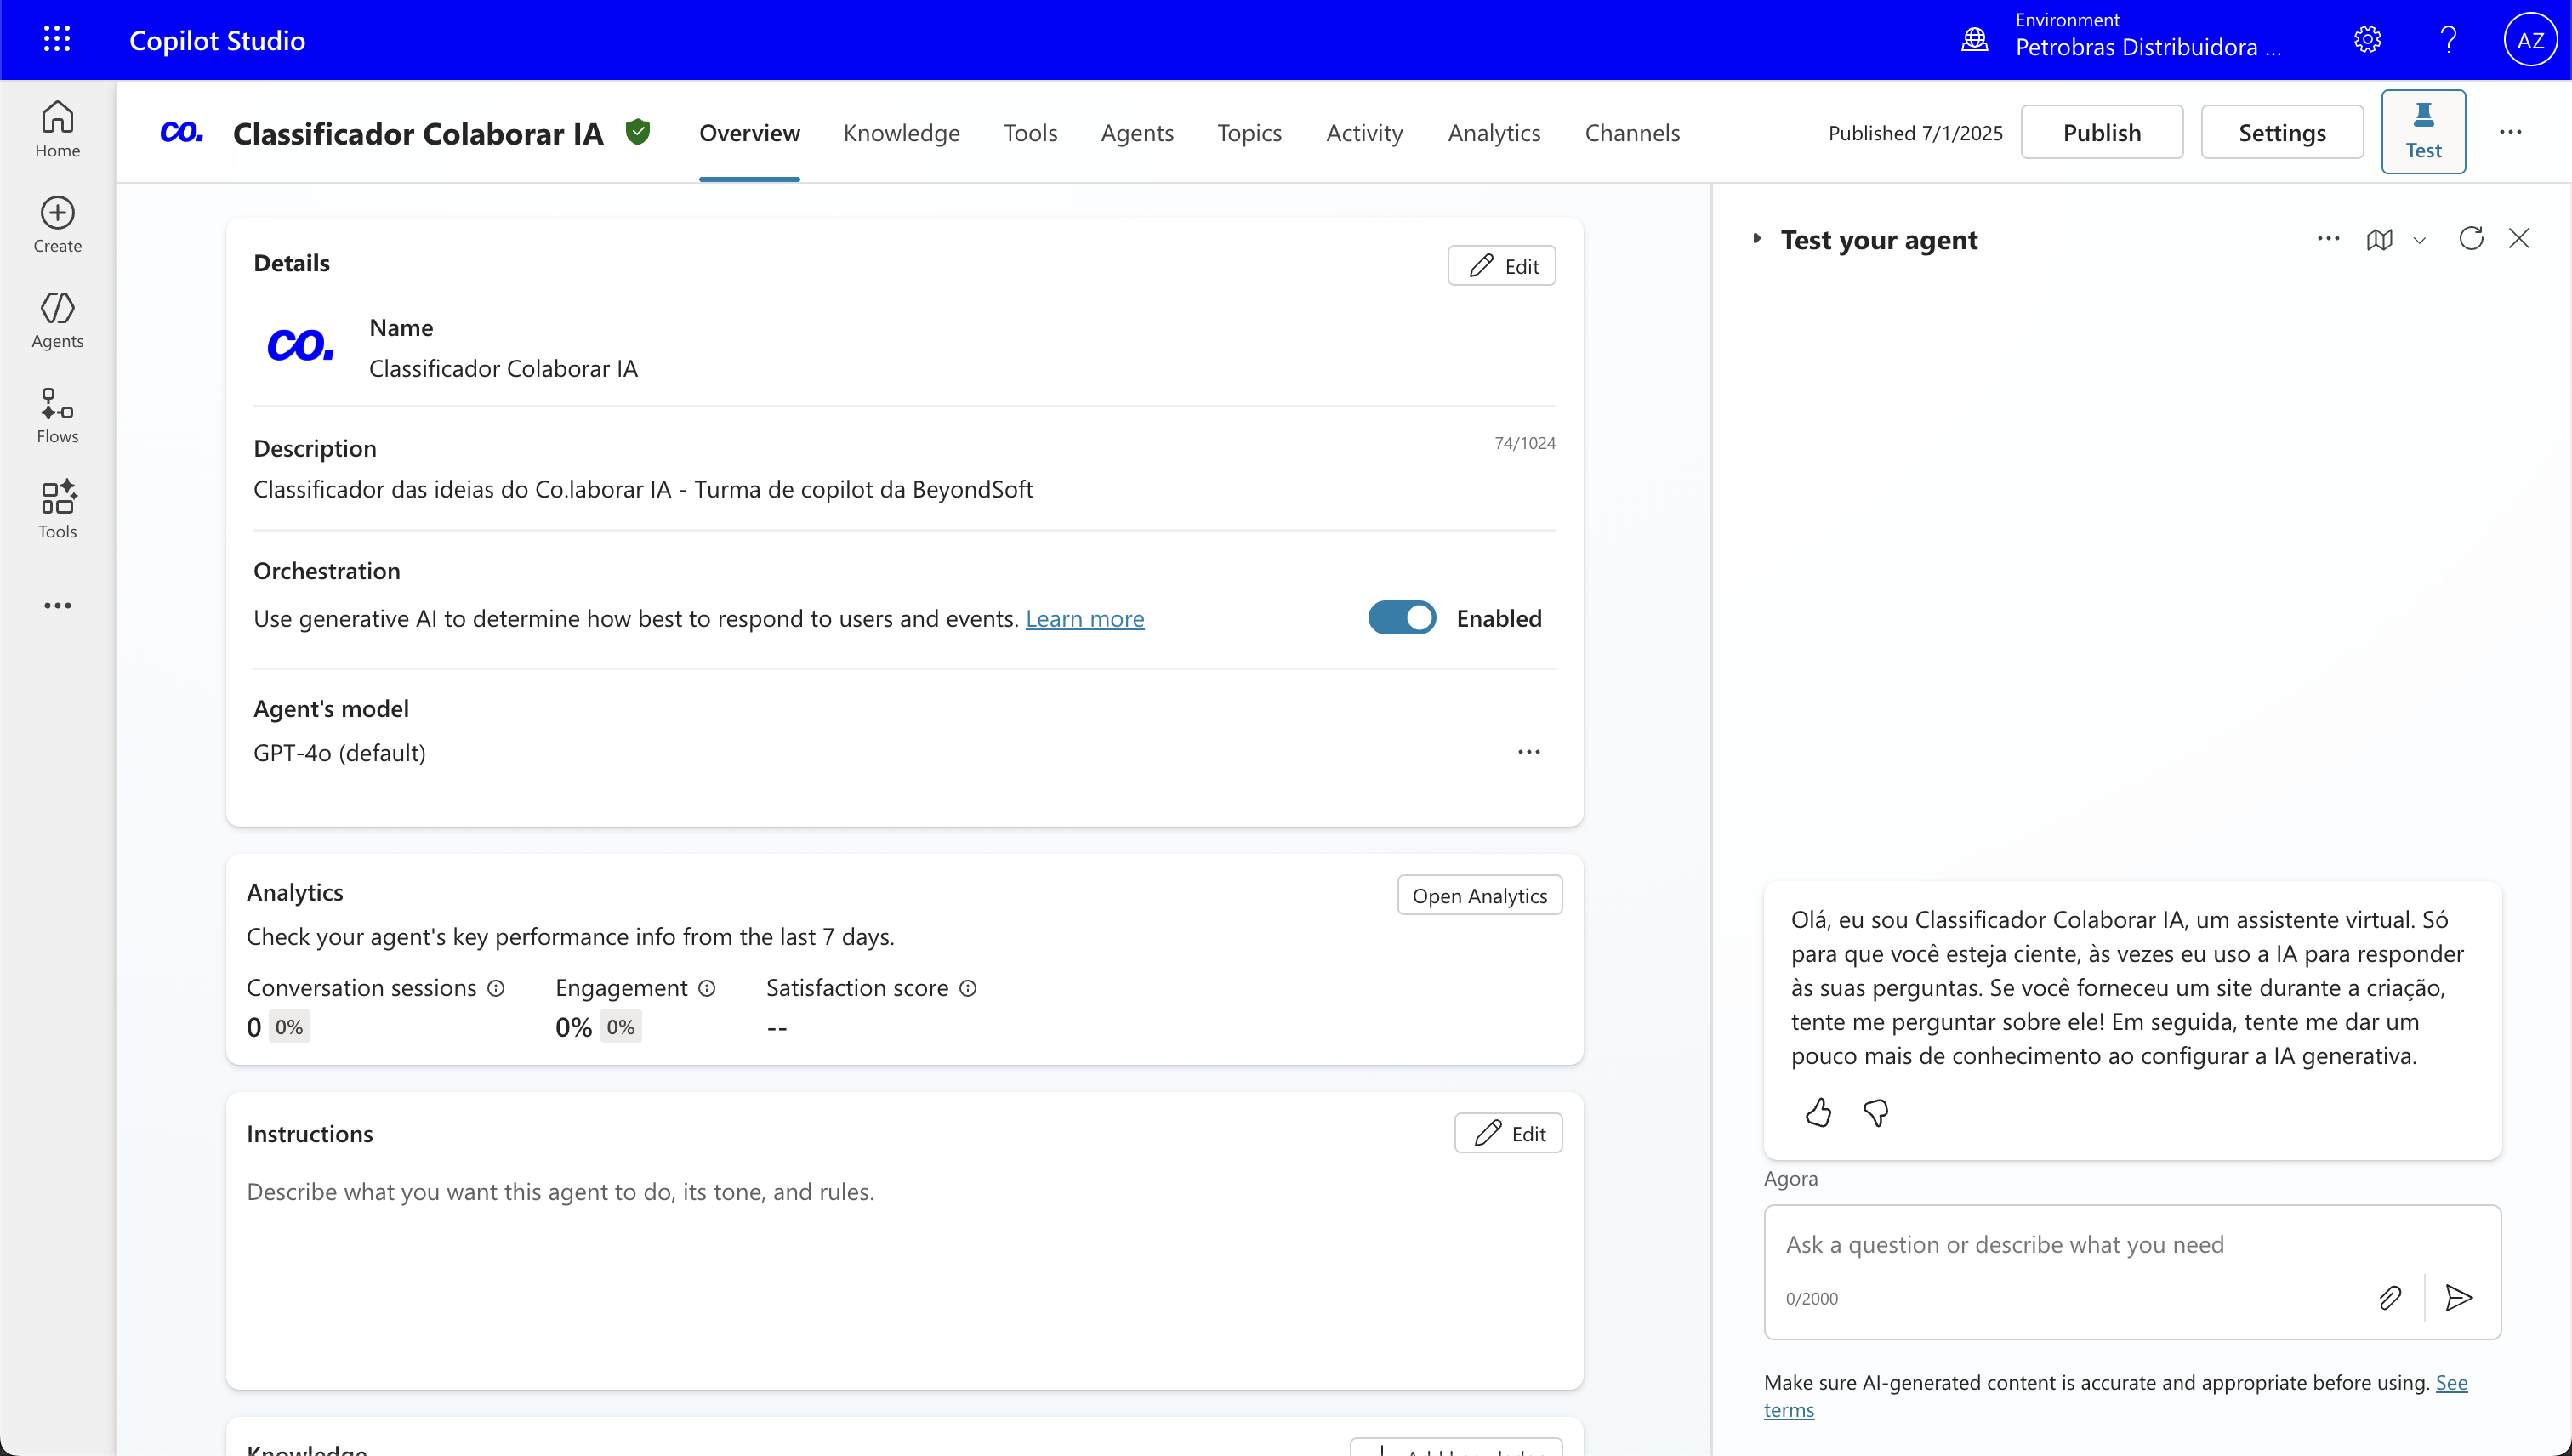 Copilot Studio
Environment
Petrobras Distribuidora ...
AZ
Home
Create
Agents
Flows
Tools
co.
Classificador Colaborar IA
Overview
Knowledge
Tools
Agents
Topics
Activity
Analytics
Channels
Published 7/1/2025
Publish
Settings
Test
Details
Edit
co.
Name
Classificador Colaborar IA
Description
74/1024
Classificador das ideias do Co.laborar IA - Turma de copilot da BeyondSoft
Orchestration
Use generative AI to determine how best to respond to users and events. Learn more
Enabled
Agent's model
GPT-4o (default)
Analytics
Open Analytics
Check your agent's key performance info from the last 7 days.
Conversation sessions
Engagement
Satisfaction score
0 0%
0% 0%
--
Instructions
Edit
Describe what you want this agent to do, its tone, and rules.
Knowledge
Test your agent
Olá, eu sou Classificador Colaborar IA, um assistente virtual. Só
para que você esteja ciente, às vezes eu uso a IA para responder
às suas perguntas. Se você forneceu um site durante a criação,
tente me perguntar sobre ele! Em seguida, tente me dar um
pouco mais de conhecimento ao configurar a IA generativa.
Agora
Ask a question or describe what you need
0/2000
Make sure AI-generated content is accurate and appropriate before using. See
terms